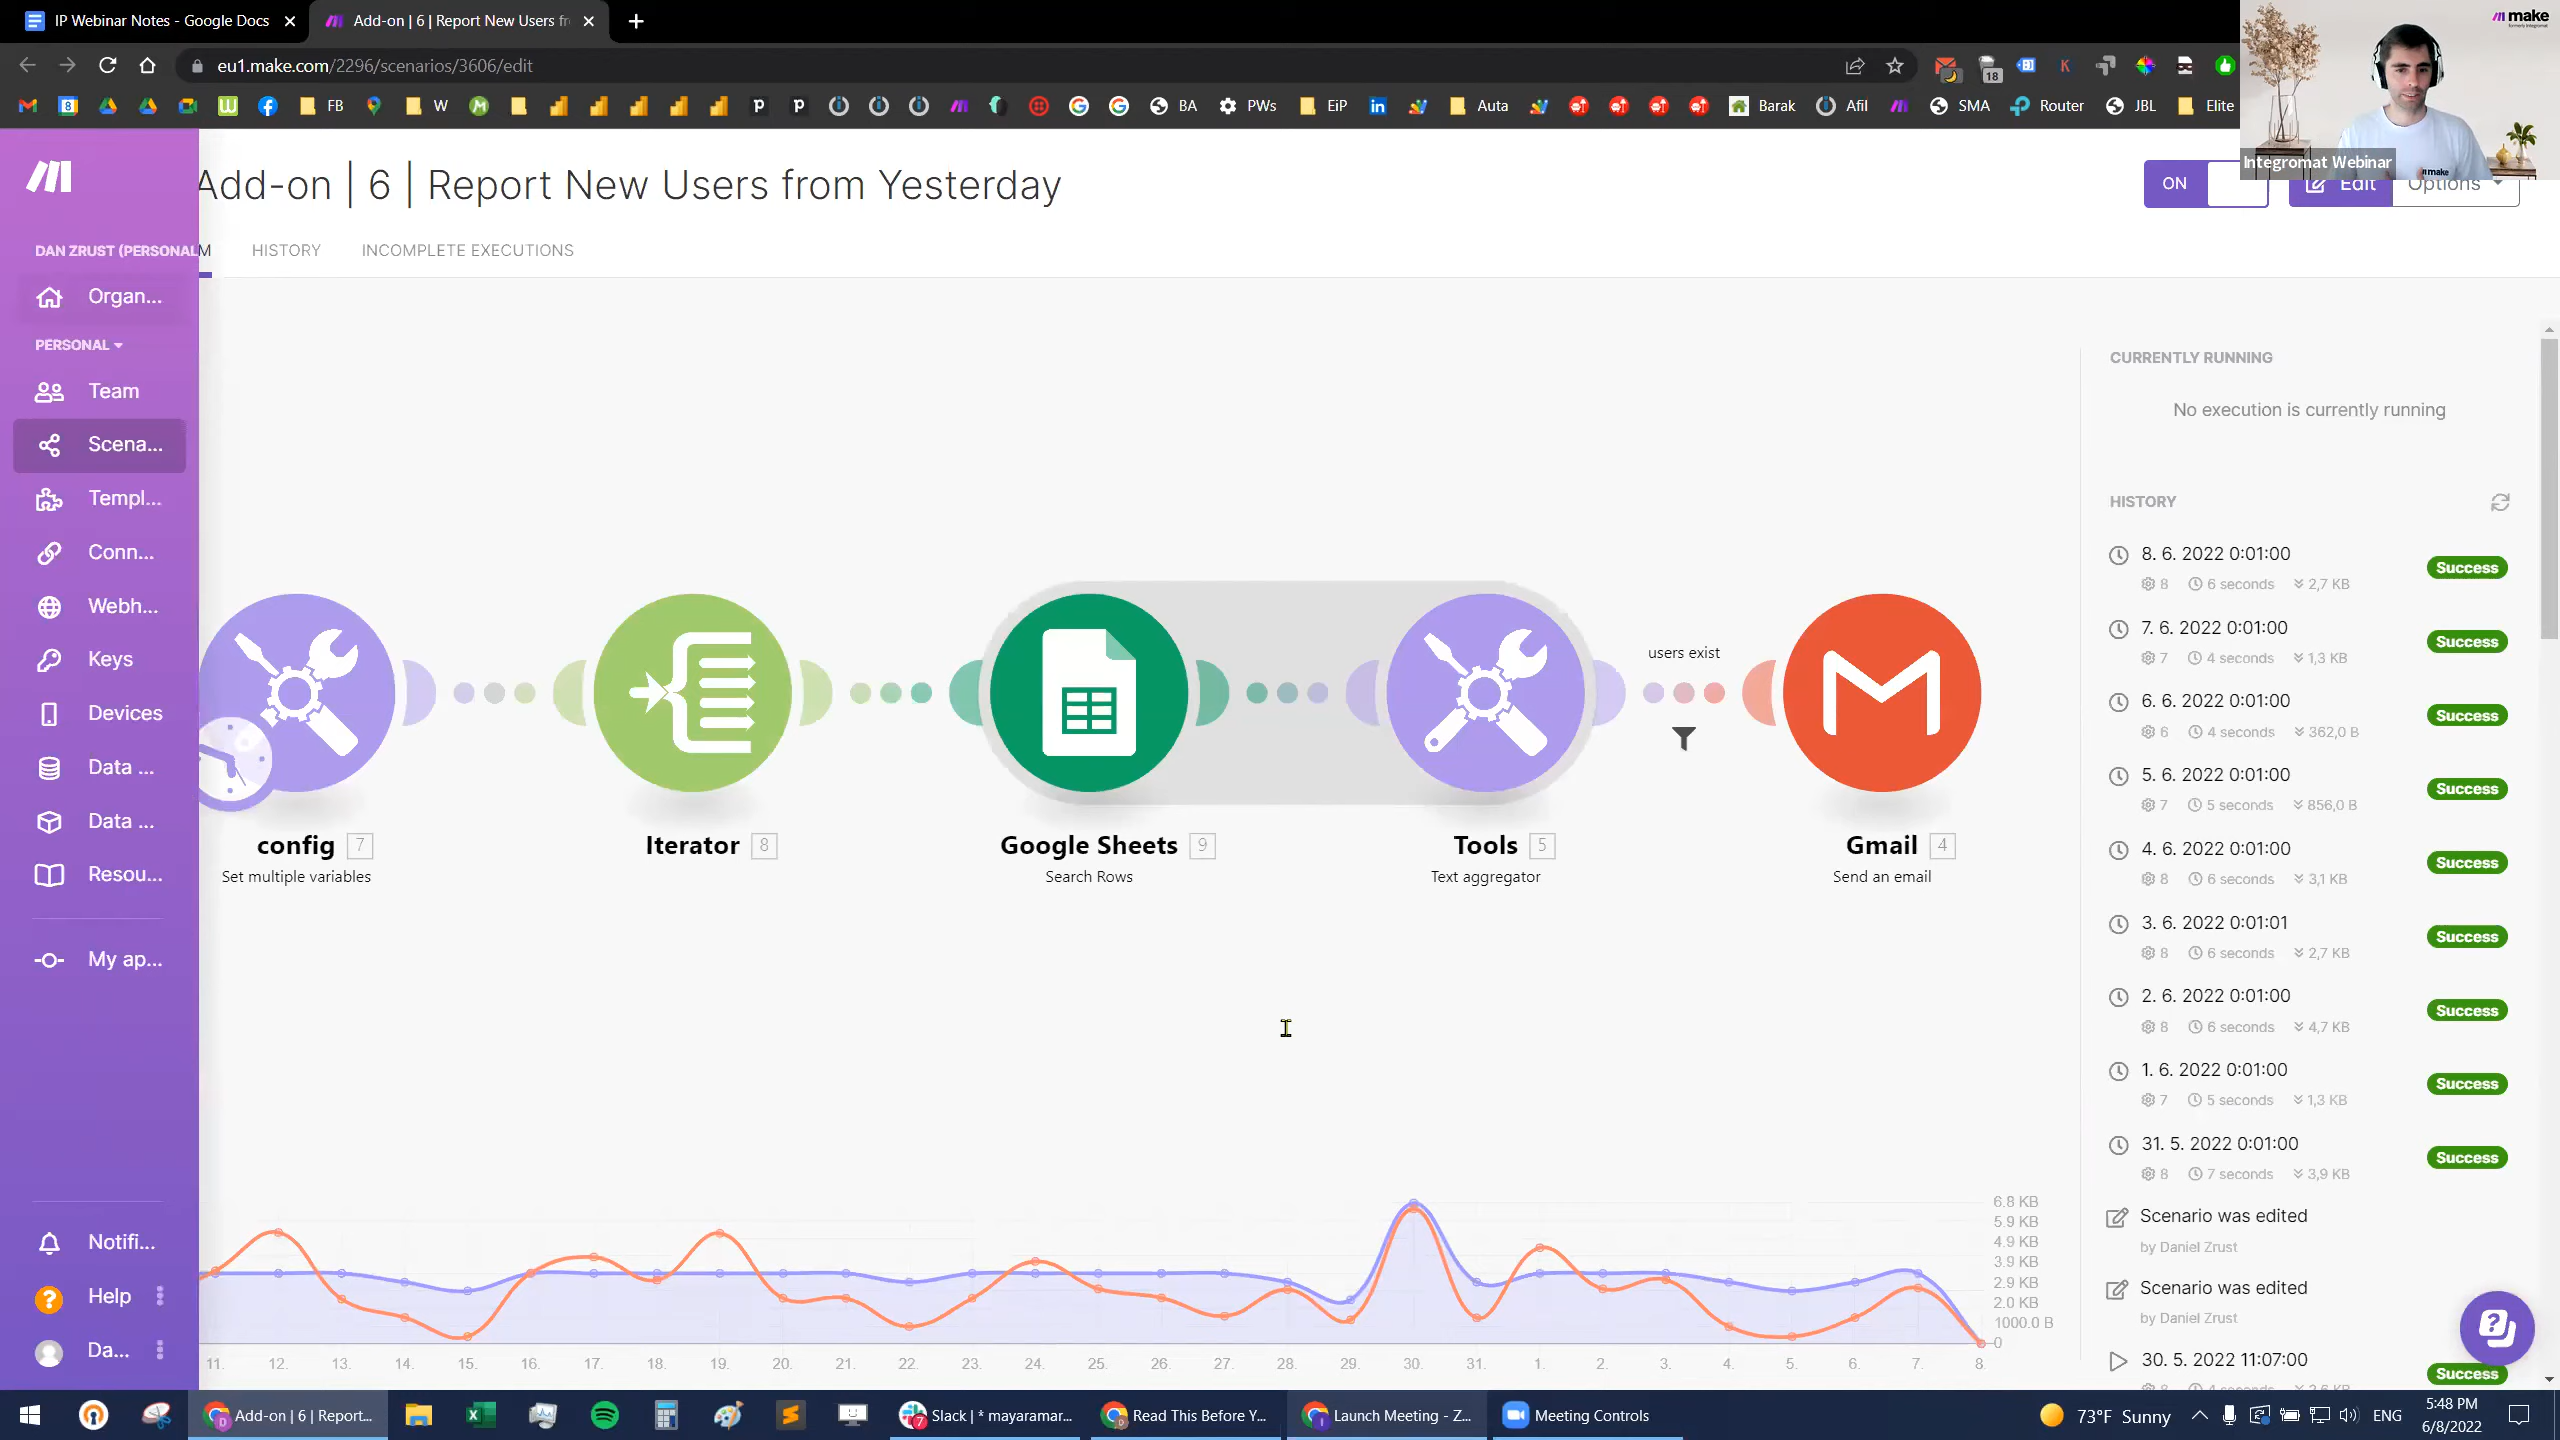 IP Webinar Notes - Google Docs
Add-on | 6 | Report New Users fr
eu1.make.com/2296/scenarios/3606/edit
18
make
FB
W
BA
PWs
EiP
Auta
Barak
Afil
SMA
Router
JBL
Elite
Integromat Webinar
make
Add-on | 6 | Report New Users from Yesterday
ON
Edit
Options
DAN ZRUST (PERSONAL
M
HISTORY
INCOMPLETE EXECUTIONS
Organ...
PERSONAL
Team
Scena...
Templ...
Conn...
Webh...
Keys
Devices
Data ...
Data ...
Resou...
My ap...
Notifi...
Help
Da...
users exist
config 7
Set multiple variables
Iterator 8
Google Sheets 9
Search Rows
Tools 5
Text aggregator
Gmail 4
Send an email
CURRENTLY RUNNING
No execution is currently running
HISTORY
8. 6. 2022 0:01:00
Success
8 6 seconds 2,7 KB
7. 6. 2022 0:01:00
Success
7 4 seconds 1,3 KB
6. 6. 2022 0:01:00
Success
6 4 seconds 362,0 B
5. 6. 2022 0:01:00
Success
7 5 seconds 856,0 B
4. 6. 2022 0:01:00
Success
8 6 seconds 3,1 KB
3. 6. 2022 0:01:01
Success
8 6 seconds 2,7 KB
2. 6. 2022 0:01:00
Success
8 6 seconds 4,7 KB
1. 6. 2022 0:01:00
Success
7 5 seconds 1,3 KB
31. 5. 2022 0:01:00
Success
8 7 seconds 3,9 KB
Scenario was edited
by Daniel Zrust
Scenario was edited
by Daniel Zrust
30. 5. 2022 11:07:00
Success
6.8 KB
5.9 KB
4.9 KB
3.9 KB
2.9 KB
2.0 KB
1000.0 B
0
11. 12. 13. 14. 15. 16. 17. 18. 19. 20. 21. 22. 23. 24. 25. 26. 27. 28. 29. 30. 31. 1. 2. 3. 4. 5. 6. 7. 8.
Add-on | 6 | Report...
Slack | * mayaramar...
7
Read This Before Y...
Launch Meeting - Z...
Meeting Controls
73°F Sunny
ENG
5:48 PM
6/8/2022